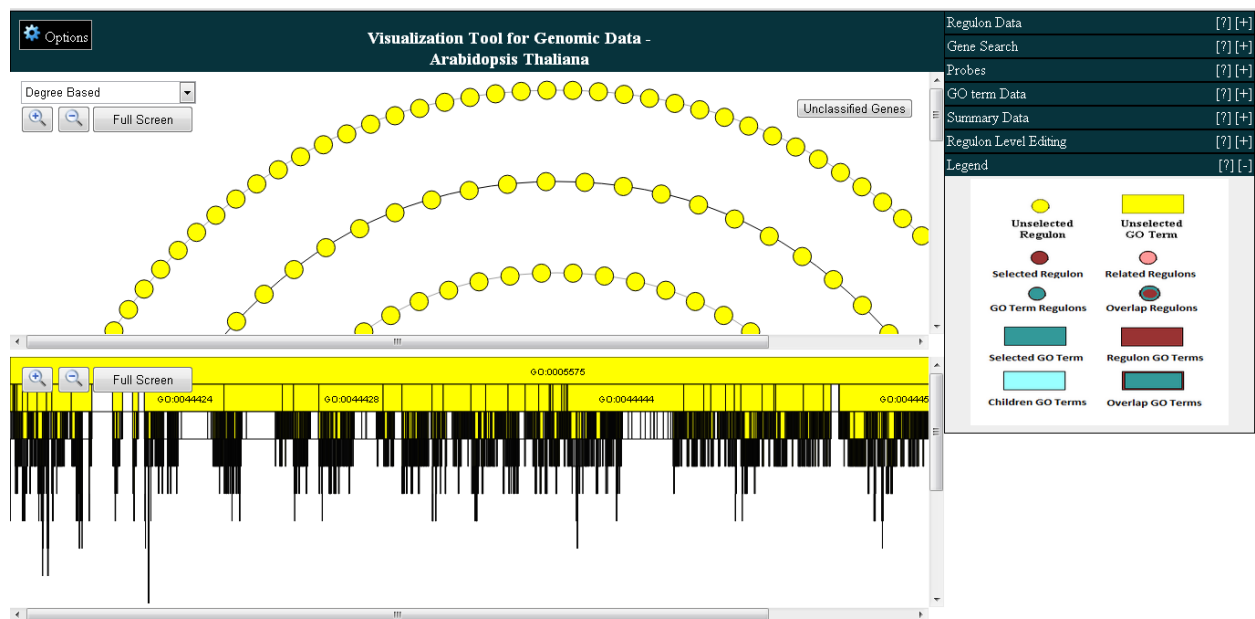 Options
Visualization Tool for Genomic Data -
Arabidopsis Thaliana
Degree Based
Full Screen
Unclassified Genes
Full Screen
GO:0005575
GO:0044424
GO:0044428
GO:0044444
GO:004445
Regulon Data [?] [+]
Gene Search [?] [+]
Probes [?] [+]
GO term Data [?] [+]
Summary Data [?] [+]
Regulon Level Editing [?] [+]
Legend [?] [-]
Unselected
Regulon
Unselected
GO Term
Selected Regulon
Related Regulons
GO Term Regulons
Overlap Regulons
Selected GO Term
Regulon GO Terms
Children GO Terms
Overlap GO Terms